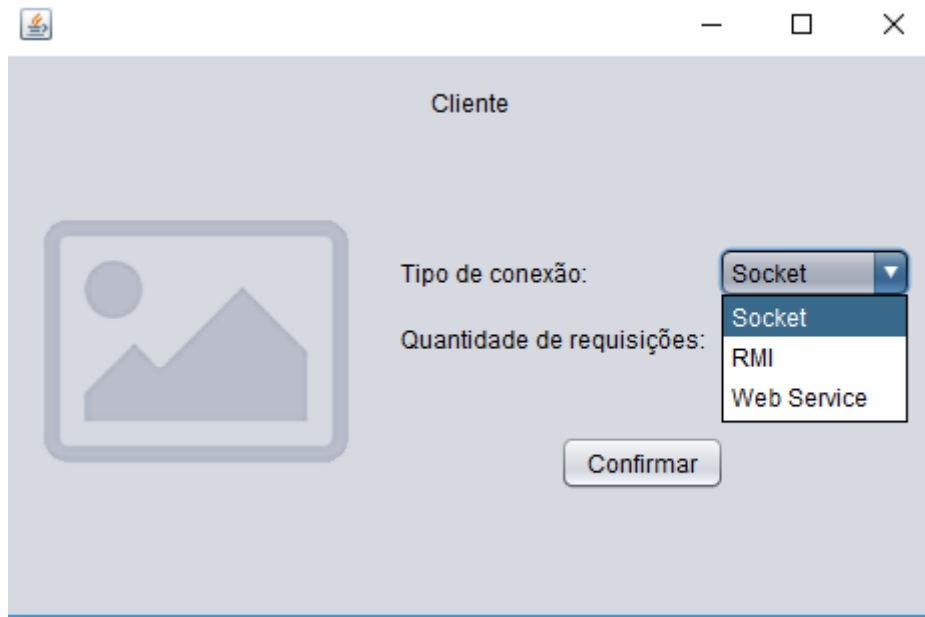 Cliente
Tipo de conexão:
Socket
Socket
Quantidade de requisições:
RMI
Web Service
Confirmar